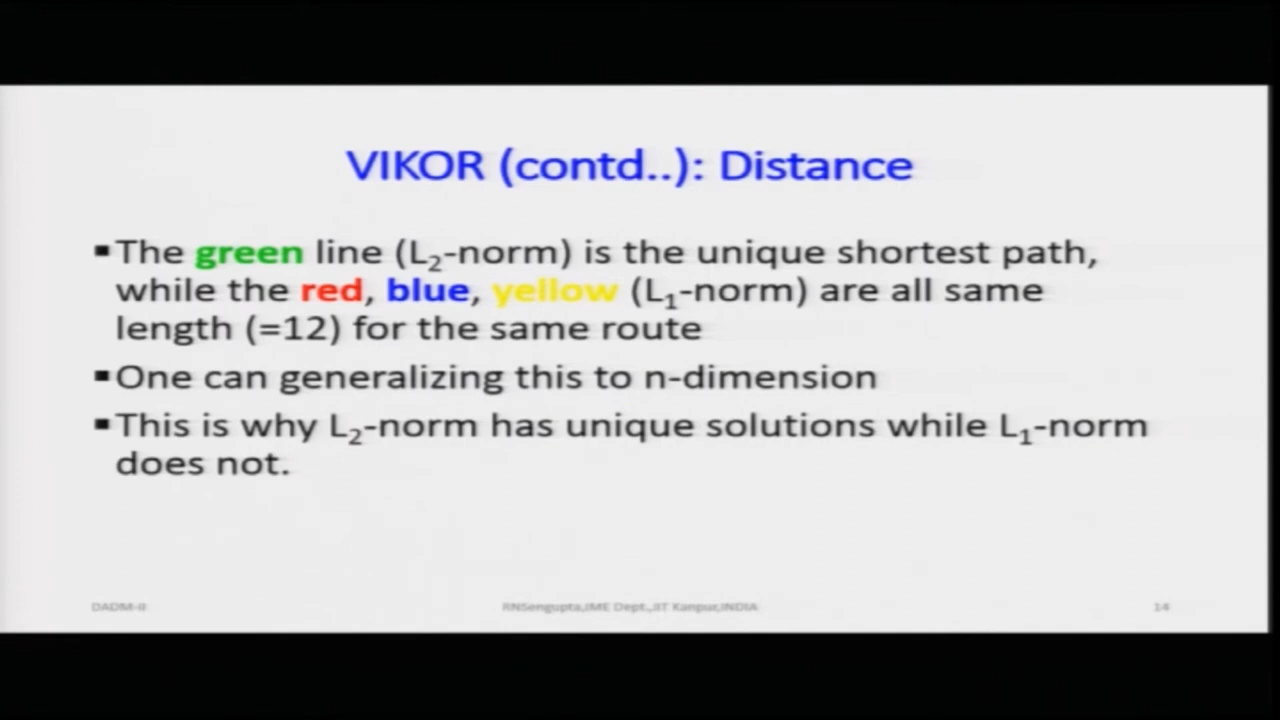 VIKOR (contd..): Distance
▪The green line (L₂-norm) is the unique shortest path,
while the red, blue, yellow (L₁-norm) are all same
length (=12) for the same route
▪One can generalizing this to n-dimension
▪This is why L₂-norm has unique solutions while L₁-norm
does not.
DADM-II RNSengupta,IME Dept.,IIT Kanpur,INDIA 14